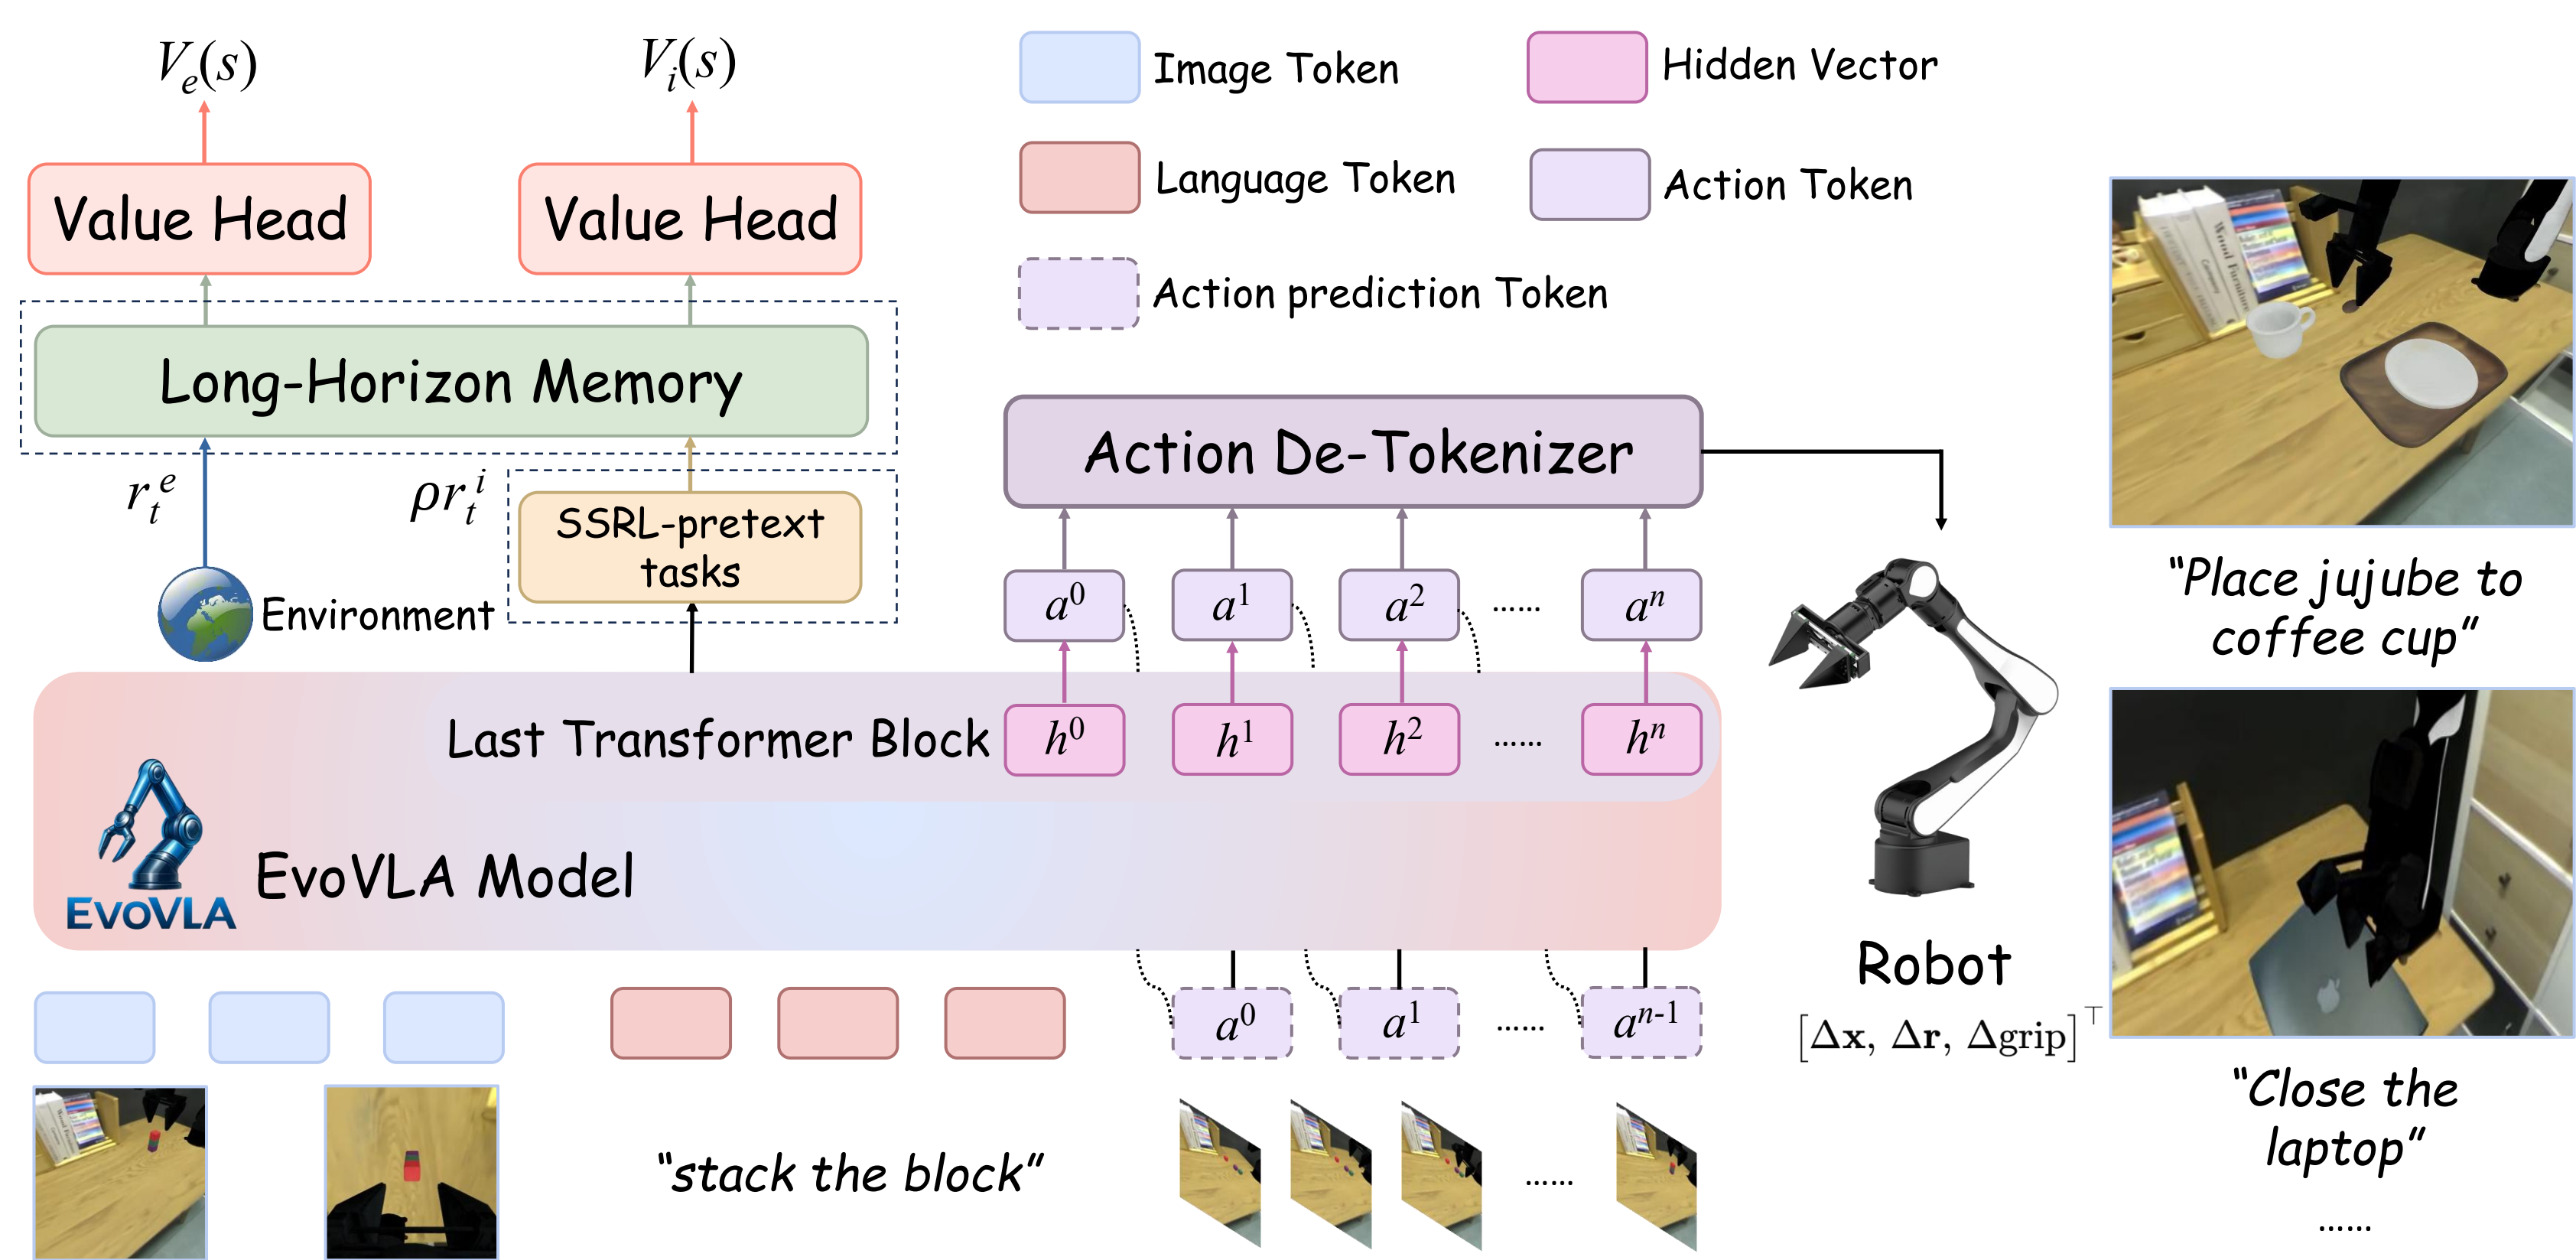 V_e(s)
V_i(s)
Value Head
Value Head
Long-Horizon Memory
r_t^e
ρr_t^i
SSRL-pretext
tasks
Environment
Image Token
Hidden Vector
Language Token
Action Token
Action prediction Token
Action De-Tokenizer
a^0
a^1
a^2
......
a^n
Last Transformer Block
h^0
h^1
h^2
......
h^n
EVOVLA
EvoVLA Model
a^0
a^1
......
a^{n-1}
"stack the block"
......
Robot
[Δx, Δr, Δgrip]^⊤
Wood Furniture
"Place jujube to
coffee cup"
"Close the
laptop"
......